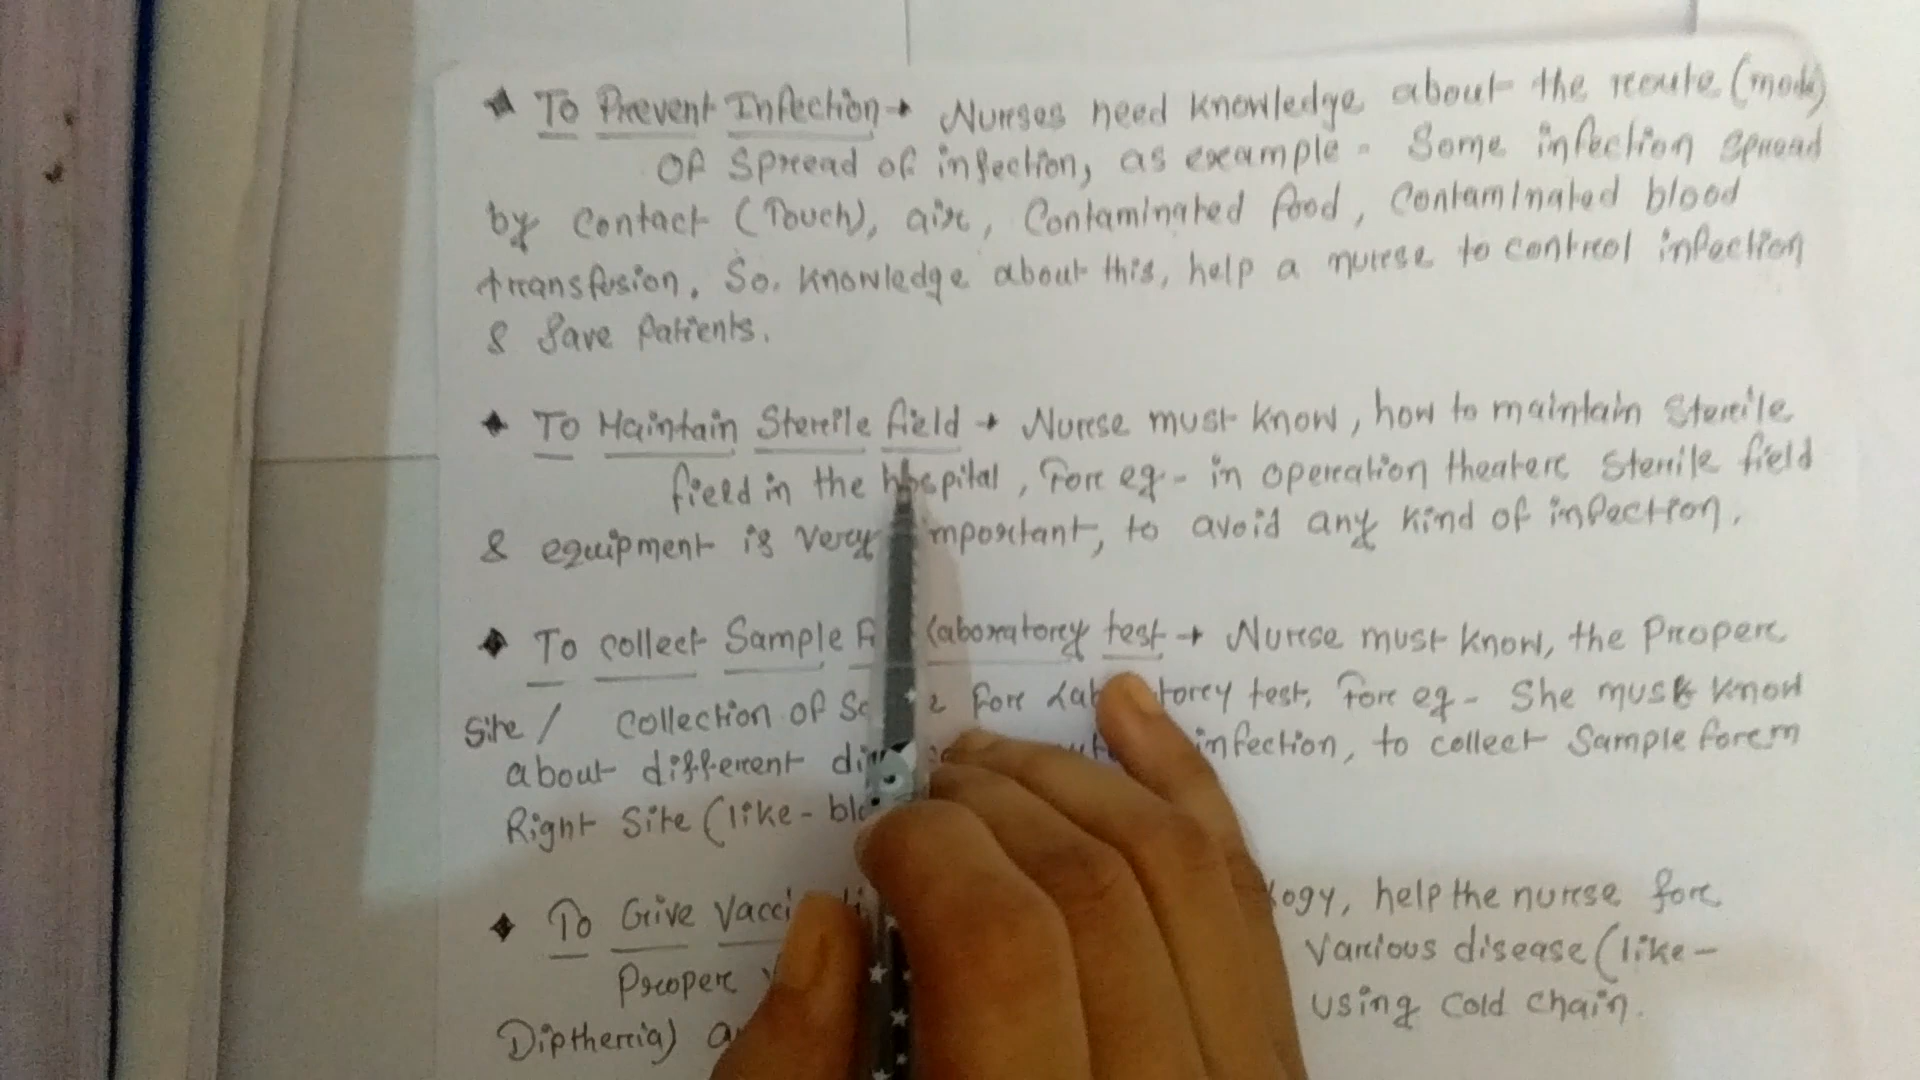 To Prevent Infection → Nurses need knowledge about the route (mode)
of spread of infection, as example - Some infection spread
by contact (Touch), air, Contaminated food, Contaminated blood
transfusion. So. knowledge about this, help a nurse to control infection
& Save Patients.
To Maintain Sterile field → Nurse must know, how to maintain Sterile
field in the hospital, For eg - in operation theatere Sterile field
& equipment is very important, to avoid any kind of infection.
To collect Sample Laboratory test → Nurse must know, the Proper
Site / collection of for Laboratory test. For eg - She must know
about different infection, to collect Sample form
Right Site (like -
To Give logy, help the nurse for
Proper various disease (like -
Diptheria) using cold chain.